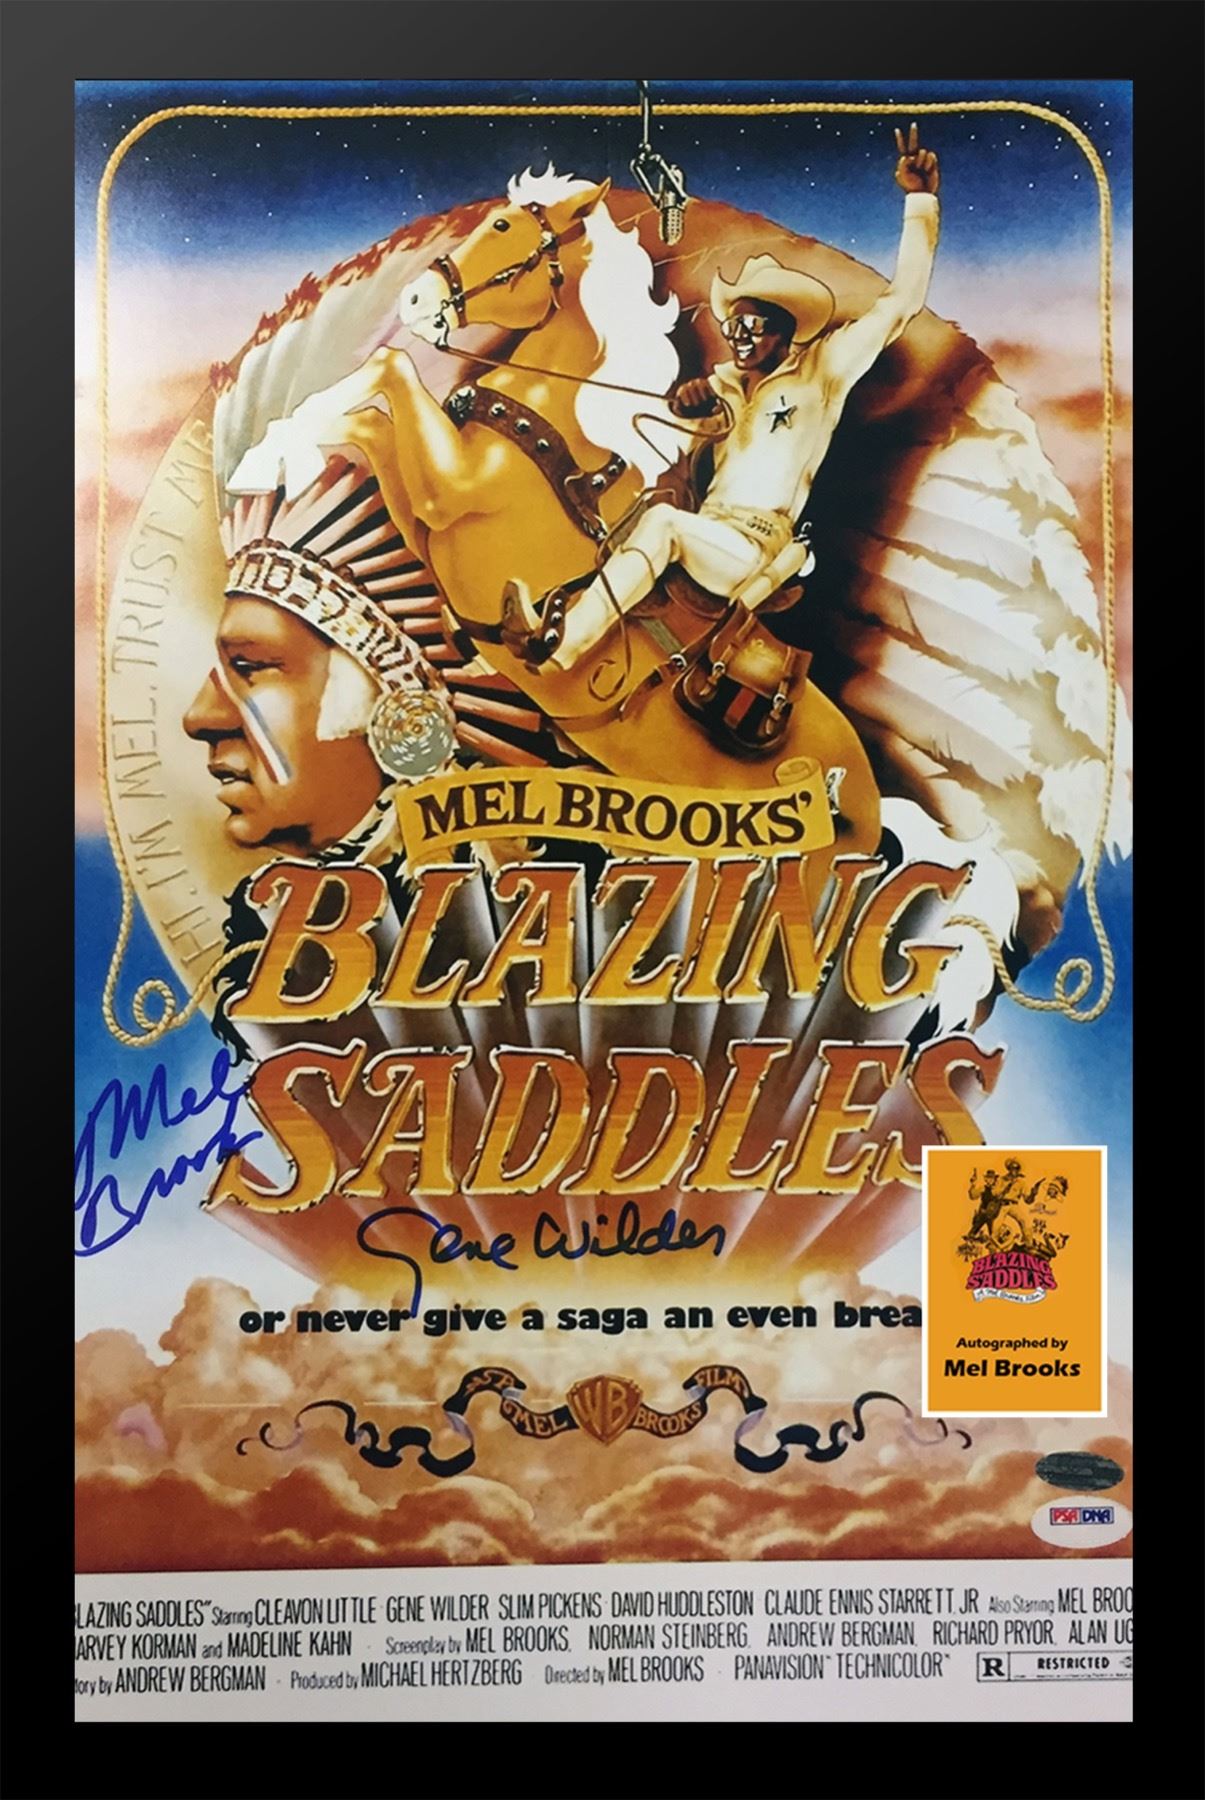 HI, I'M MEL, TRUST ME
MEL BROOKS'
BLAZING
SADDLES
Mel
Brooks
Gene Wilder
or never give a saga an even brea
A MEL WB BROOKS FILM
BLAZING
SADDLES
A Mel Brooks Film
Autographed by
Mel Brooks
PSA DNA
LAZING SADDLES" Starring CLEAVON LITTLE · GENE WILDER · SLIM PICKENS · DAVID HUDDLESTON · CLAUDE ENNIS STARRETT, JR. Also Starring MEL BROO
ARVEY KORMAN and MADELINE KAHN · Screenplay by MEL BROOKS, NORMAN STEINBERG, ANDREW BERGMAN, RICHARD PRYOR, ALAN UG
tory by ANDREW BERGMAN · Produced by MICHAEL HERTZBERG · Directed by MEL BROOKS · PANAVISION® TECHNICOLOR®
R RESTRICTED